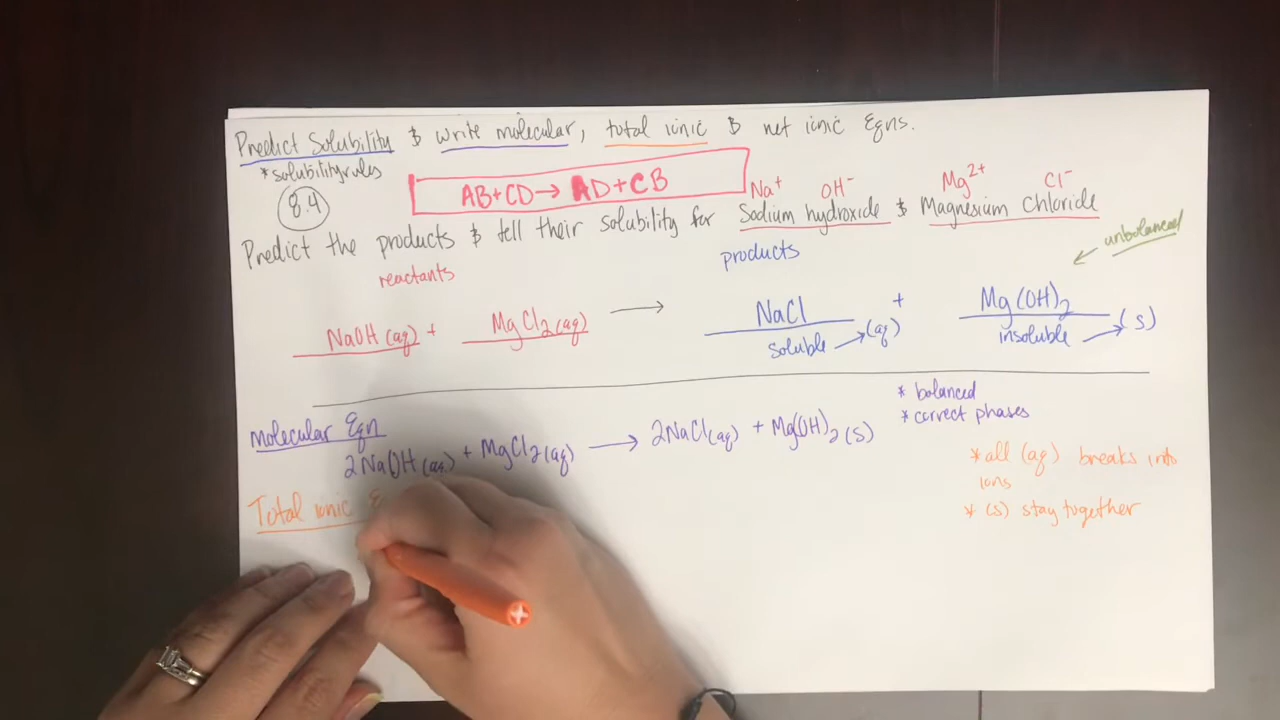 Predict Solubility & write molecular, total ionic & net ionic Eqns.
* solubility rules
8.4
AB+CD→ AD+CB
Na⁺ OH⁻ Mg²⁺ Cl⁻
Predict the products & tell their solubility for Sodium hydroxide & Magnesium Chloride
unbalanced
reactants
products
NaOH (aq) + MgCl₂ (aq) → NaCl + Mg(OH)₂
soluble → (aq) insoluble → (s)
* balanced
* correct phases
Molecular Eqn
2NaOH (aq) + MgCl₂ (aq) → 2NaCl (aq) + Mg(OH)₂ (s)
* all (aq) breaks into
ions
* (s) stay together
Total ionic